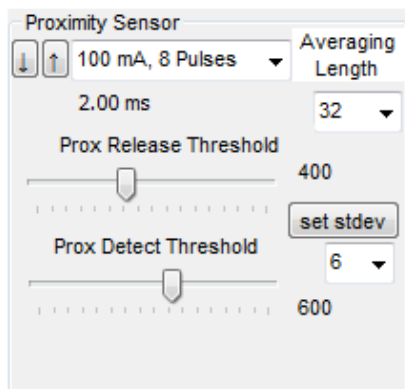 Proximity Sensor
↓ ↑ 100 mA, 8 Pulses
Averaging
Length
2.00 ms
32
Prox Release Threshold
400
set stdev
Prox Detect Threshold
6
600